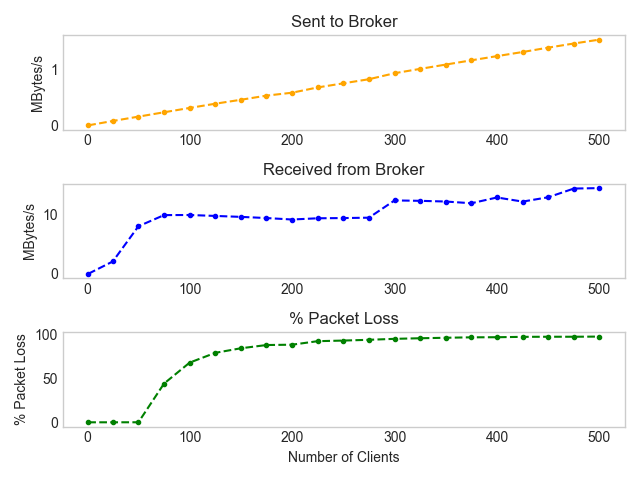 Sent to Broker
MBytes/s
1
0
0 100 200 300 400 500
Received from Broker
MBytes/s
10
0
0 100 200 300 400 500
% Packet Loss
% Packet Loss
100
50
0
0 100 200 300 400 500
Number of Clients